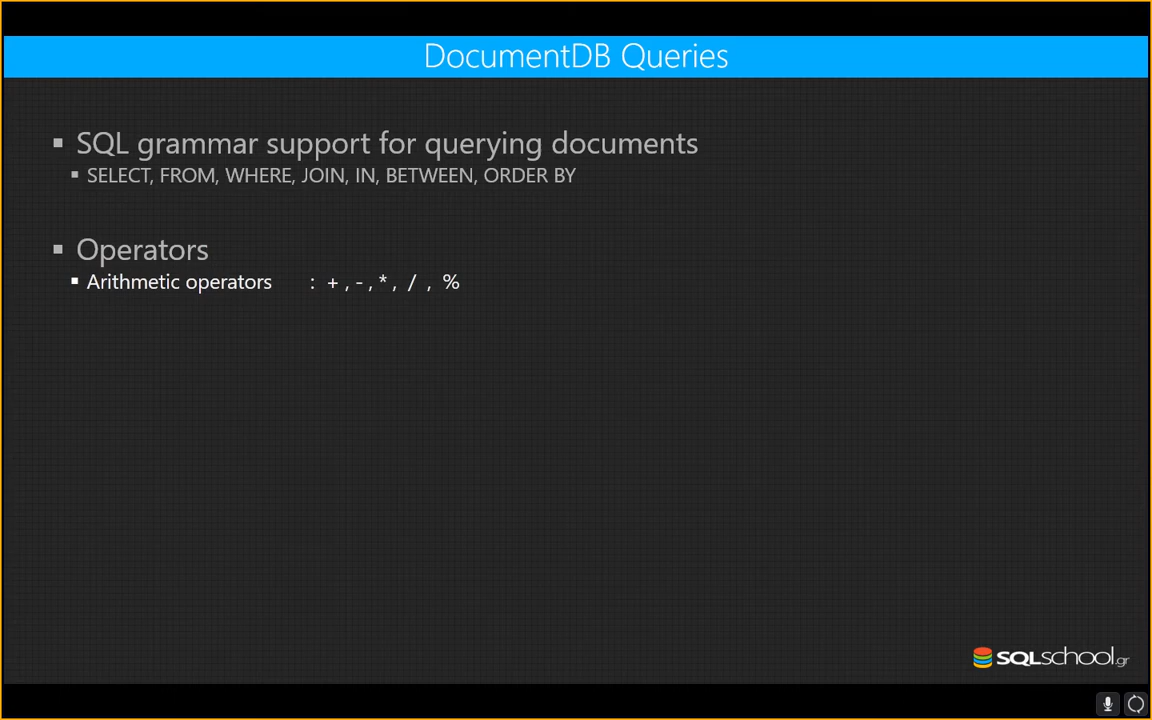 DocumentDB Queries
SQL grammar support for querying documents
SELECT, FROM, WHERE, JOIN, IN, BETWEEN, ORDER BY
Operators
Arithmetic operators : + , - , * , / , %
SQLschool.gr